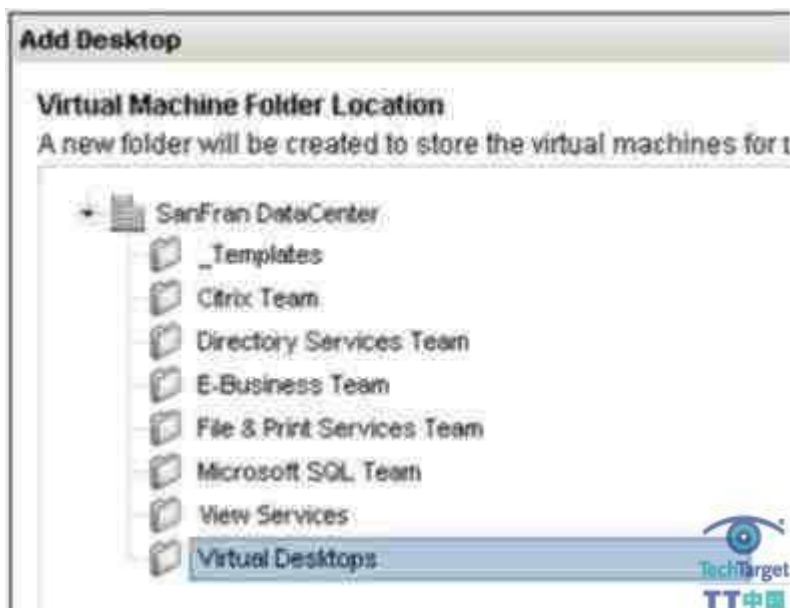 Add Desktop
Virtual Machine Folder Location
A new folder will be created to store the virtual machines for
SanFran DataCenter
_Templates
Citrix Team
Directory Services Team
E-Business Team
File & Print Services Team
Microsoft SQL Team
View Services
Virtual Desktops
TechTarget
TT中国